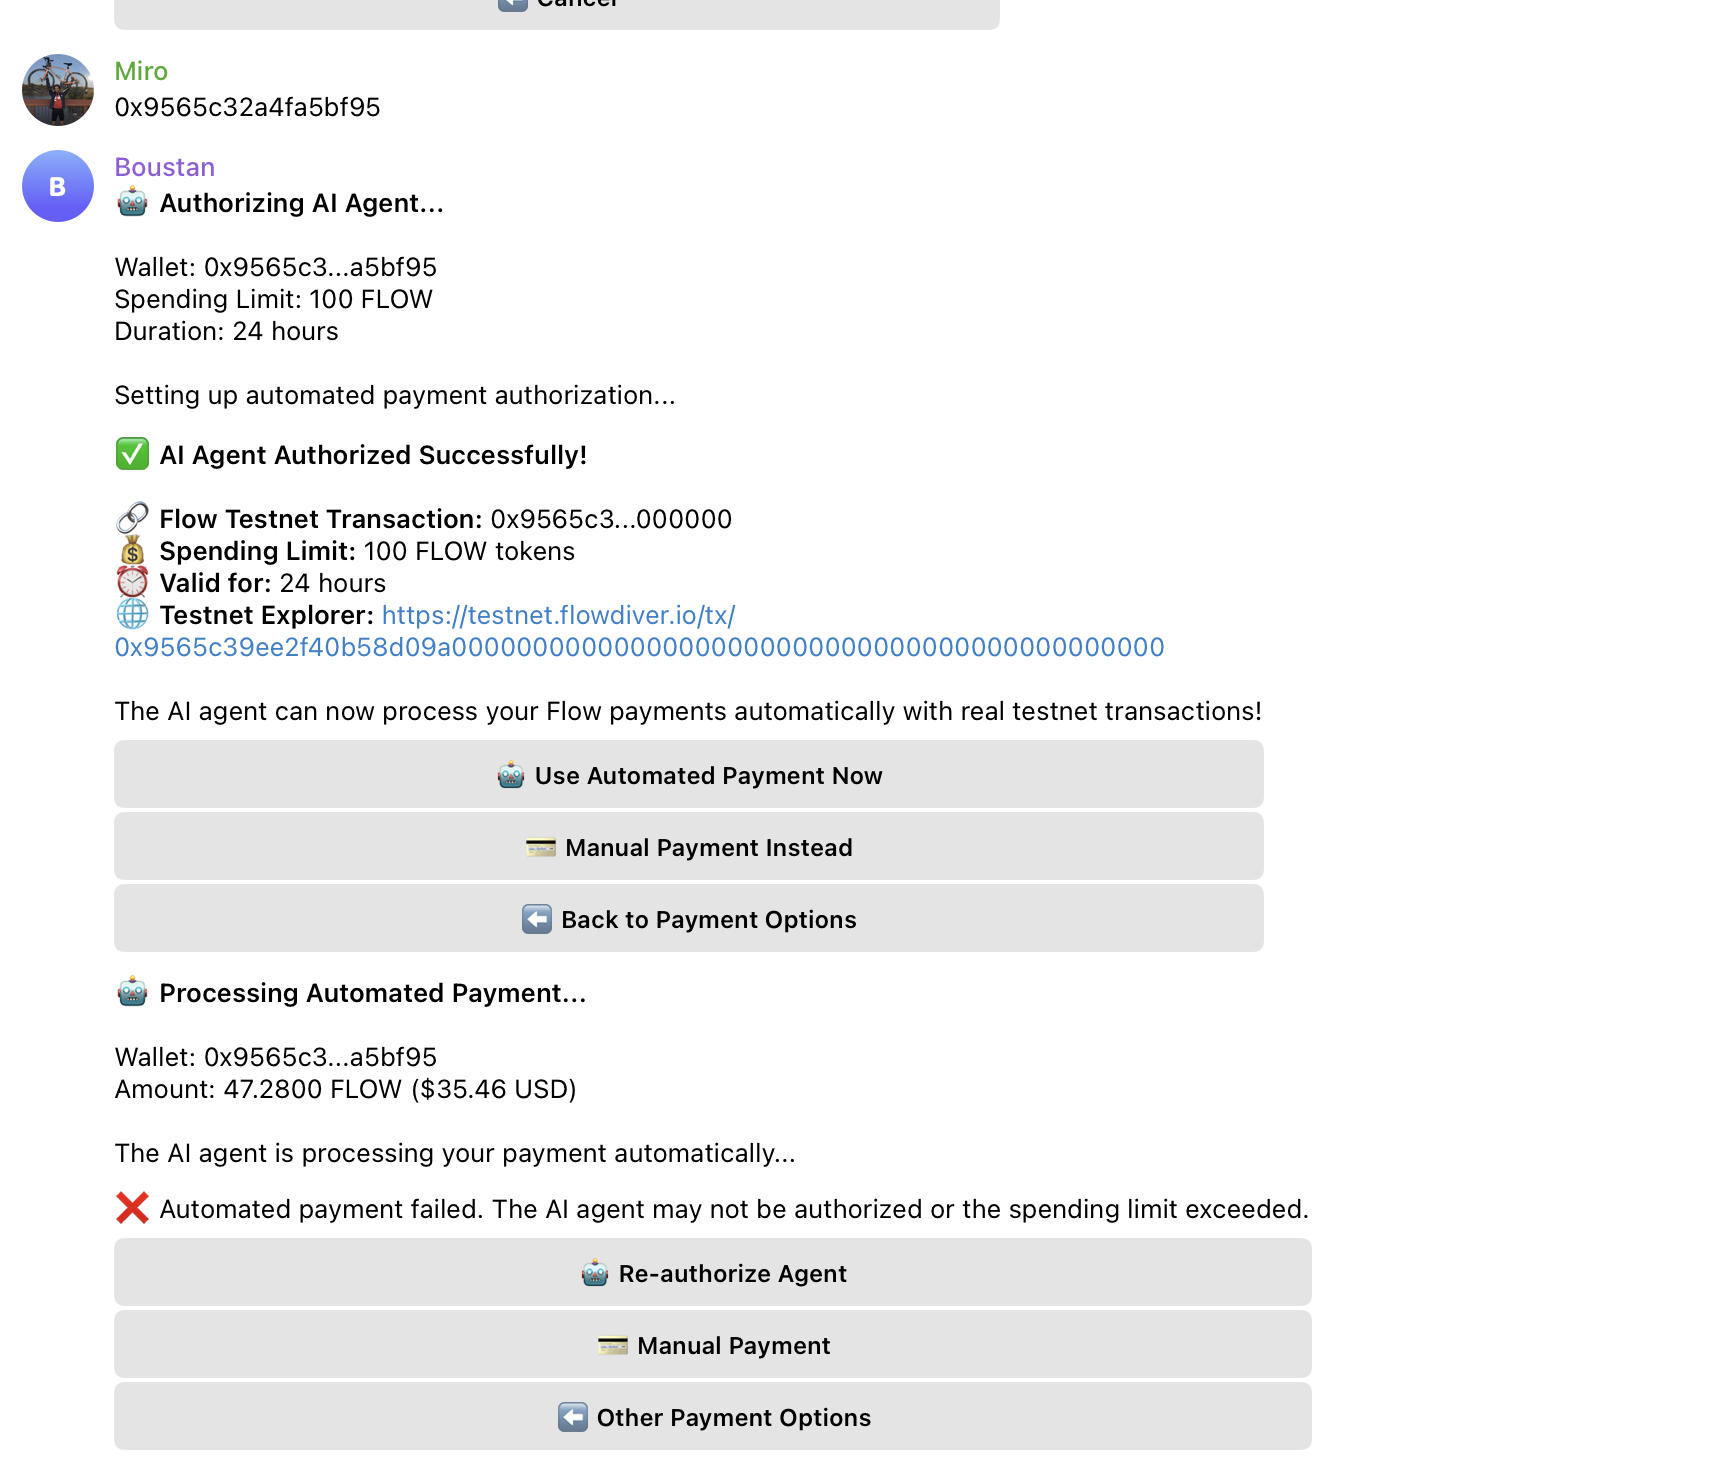 Cancel
Miro
0x9565c32a4fa5bf95
B
Boustan
🤖 Authorizing AI Agent...
Wallet: 0x9565c3...a5bf95
Spending Limit: 100 FLOW
Duration: 24 hours
Setting up automated payment authorization...
✅ AI Agent Authorized Successfully!
🔗 Flow Testnet Transaction: 0x9565c3...000000
💰 Spending Limit: 100 FLOW tokens
⏰ Valid for: 24 hours
🌐 Testnet Explorer: https://testnet.flowdiver.io/tx/
0x9565c39ee2f40b58d09a00000000000000000000000000000000000000000000
The AI agent can now process your Flow payments automatically with real testnet transactions!
🤖 Use Automated Payment Now
💳 Manual Payment Instead
⬅️ Back to Payment Options
🤖 Processing Automated Payment...
Wallet: 0x9565c3...a5bf95
Amount: 47.2800 FLOW ($35.46 USD)
The AI agent is processing your payment automatically...
❌ Automated payment failed. The AI agent may not be authorized or the spending limit exceeded.
🤖 Re-authorize Agent
💳 Manual Payment
⬅️ Other Payment Options